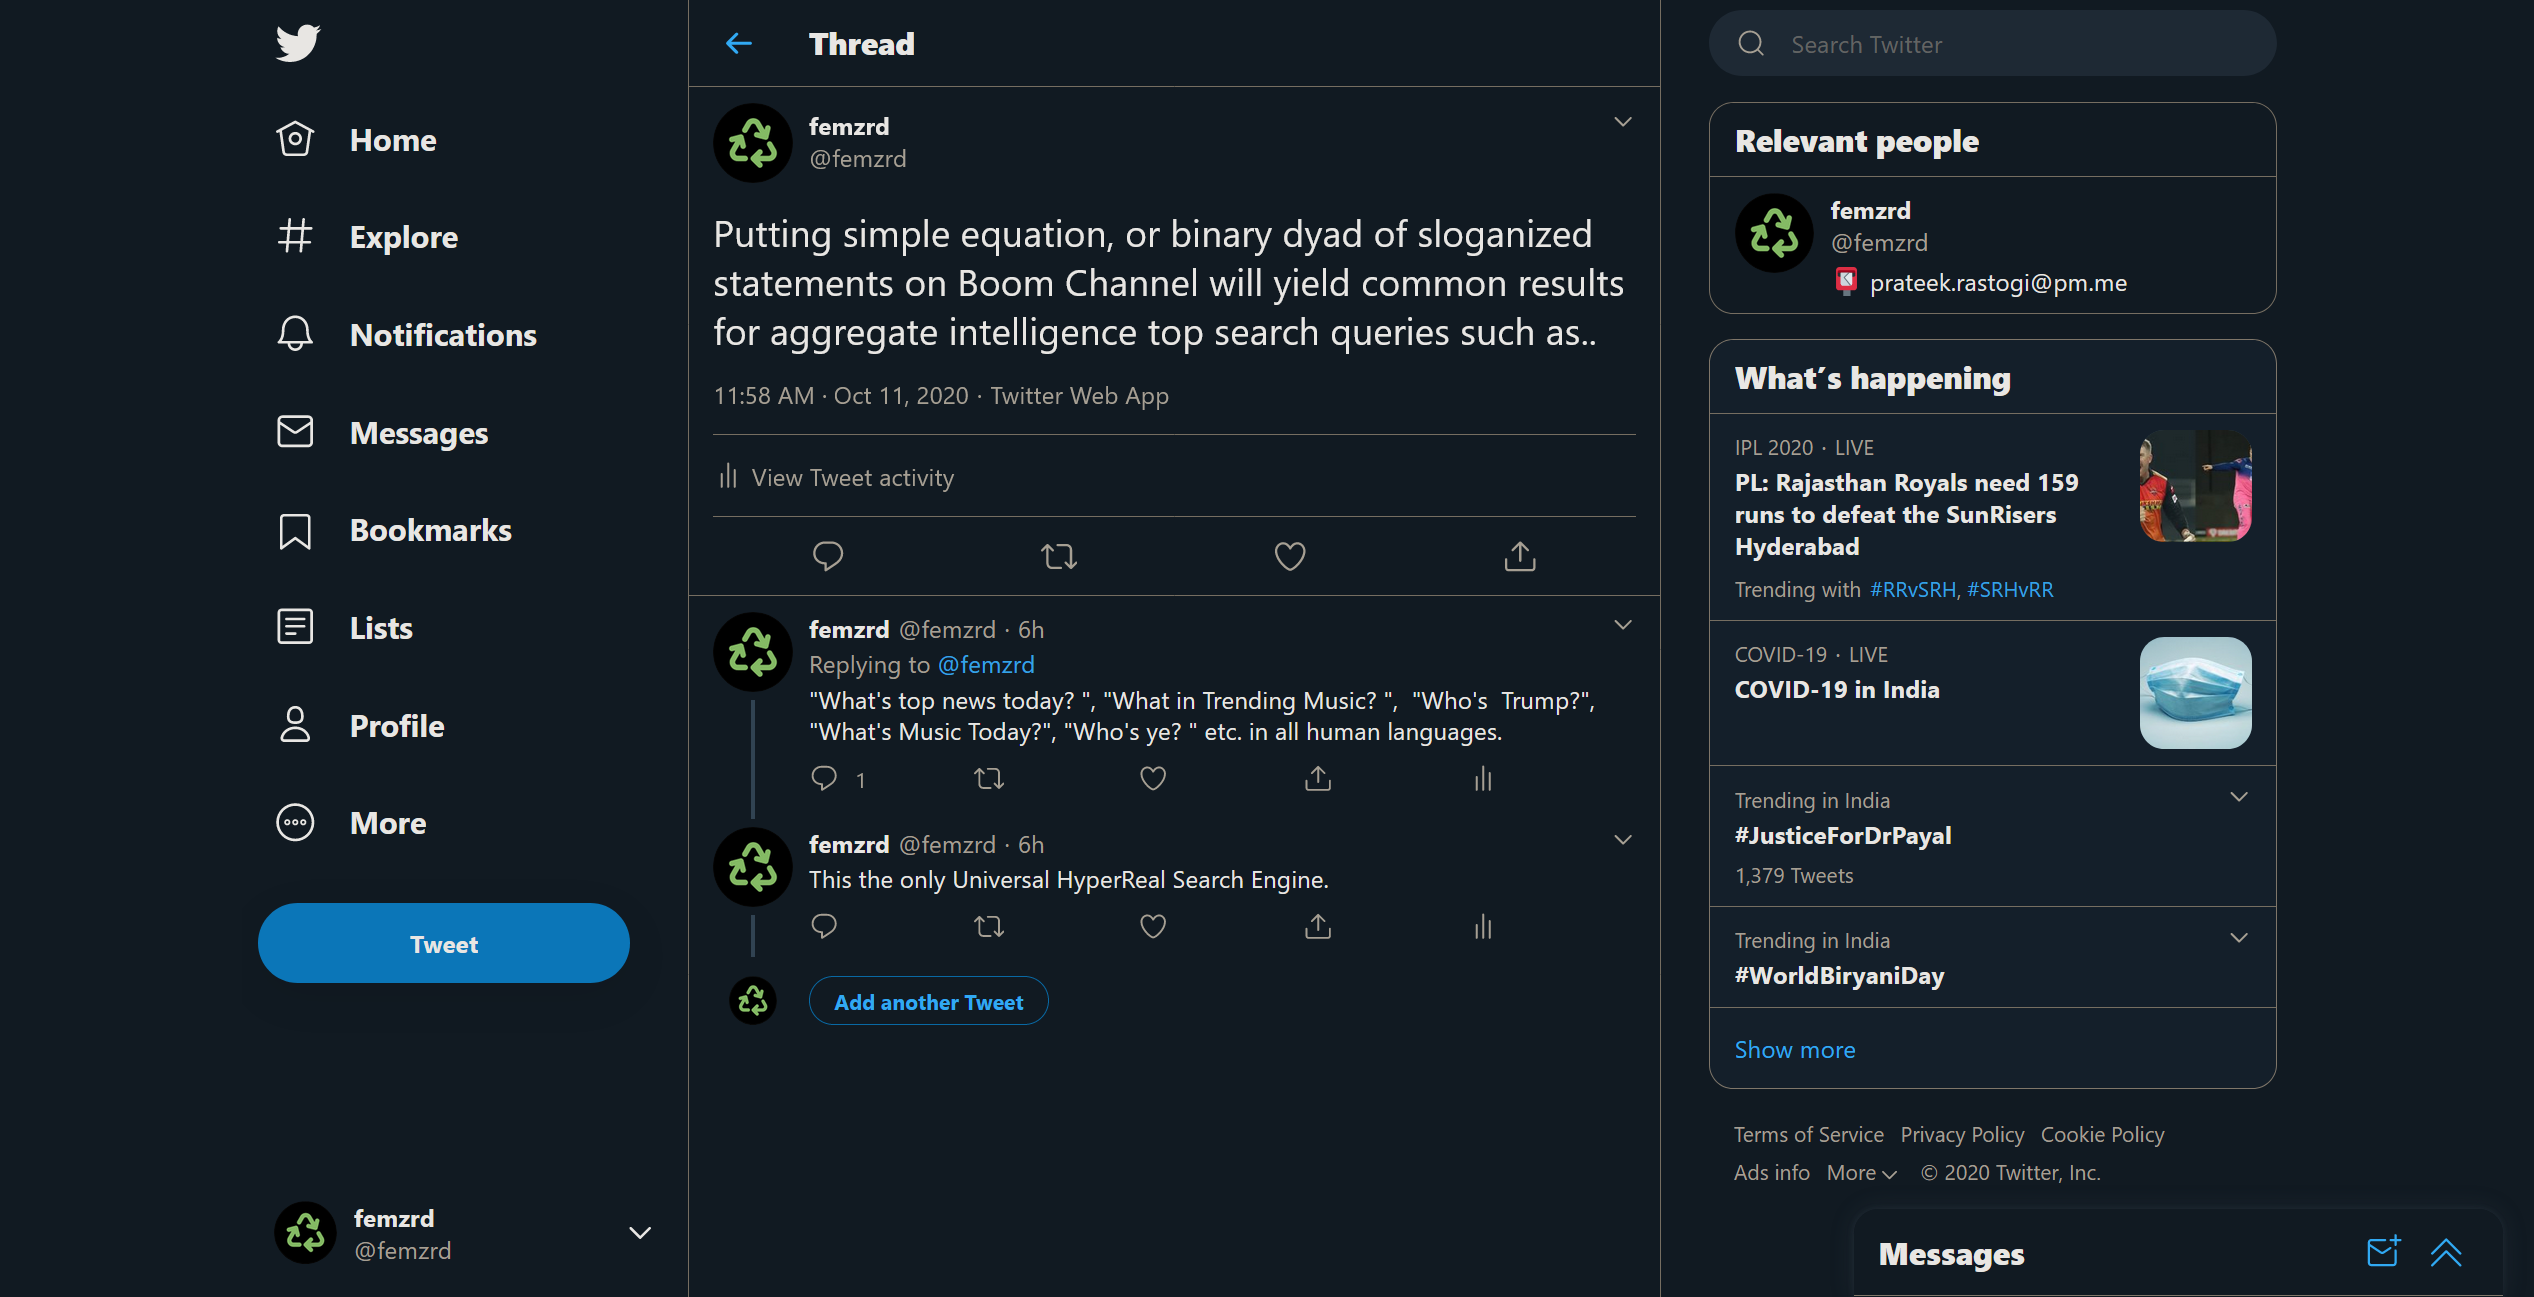 Home
Explore
Notifications
Messages
Bookmarks
Lists
Profile
More
Tweet
femzrd
@femzrd
Thread
femzrd
@femzrd
Putting simple equation, or binary dyad of sloganized
statements on Boom Channel will yield common results
for aggregate intelligence top search queries such as..
11:58 AM · Oct 11, 2020 · Twitter Web App
View Tweet activity
femzrd @femzrd · 6h
Replying to @femzrd
"What's top news today? ", "What in Trending Music? ",  "Who's  Trump?",
"What's Music Today?", "Who's ye? " etc. in all human languages.
1
femzrd @femzrd · 6h
This the only Universal HyperReal Search Engine.
Add another Tweet
Search Twitter
Relevant people
femzrd
@femzrd
prateek.rastogi@pm.me
What´s happening
IPL 2020 · LIVE
PL: Rajasthan Royals need 159
runs to defeat the SunRisers
Hyderabad
Trending with #RRvSRH, #SRHvRR
COVID-19 · LIVE
COVID-19 in India
Trending in India
#JusticeForDrPayal
1,379 Tweets
Trending in India
#WorldBiryaniDay
Show more
Terms of Service Privacy Policy Cookie Policy
Ads info More © 2020 Twitter, Inc.
Messages